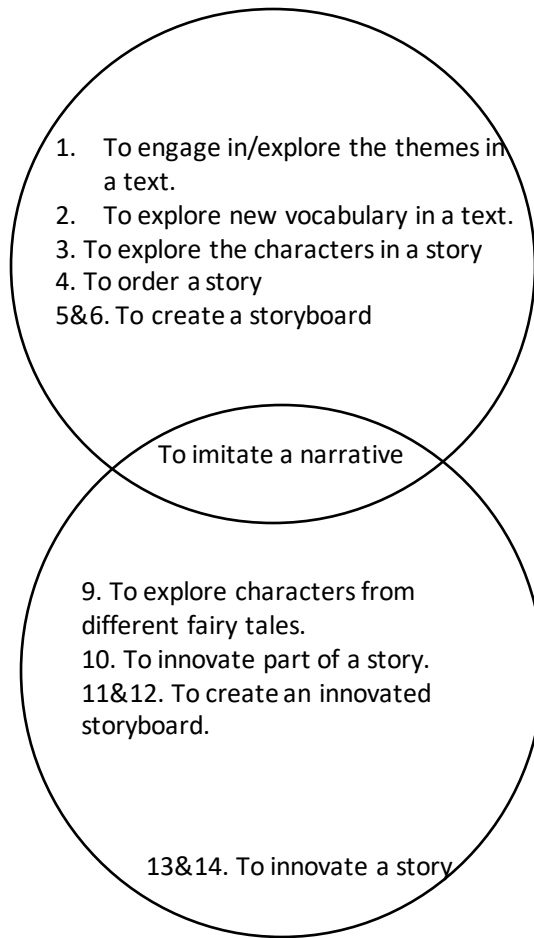 1. To engage in/explore the themes in
a text.
2. To explore new vocabulary in a text.
3. To explore the characters in a story
4. To order a story
5&6. To create a storyboard
To imitate a narrative
9. To explore characters from
different fairy tales.
10. To innovate part of a story.
11&12. To create an innovated
storyboard.
13&14. To innovate a story